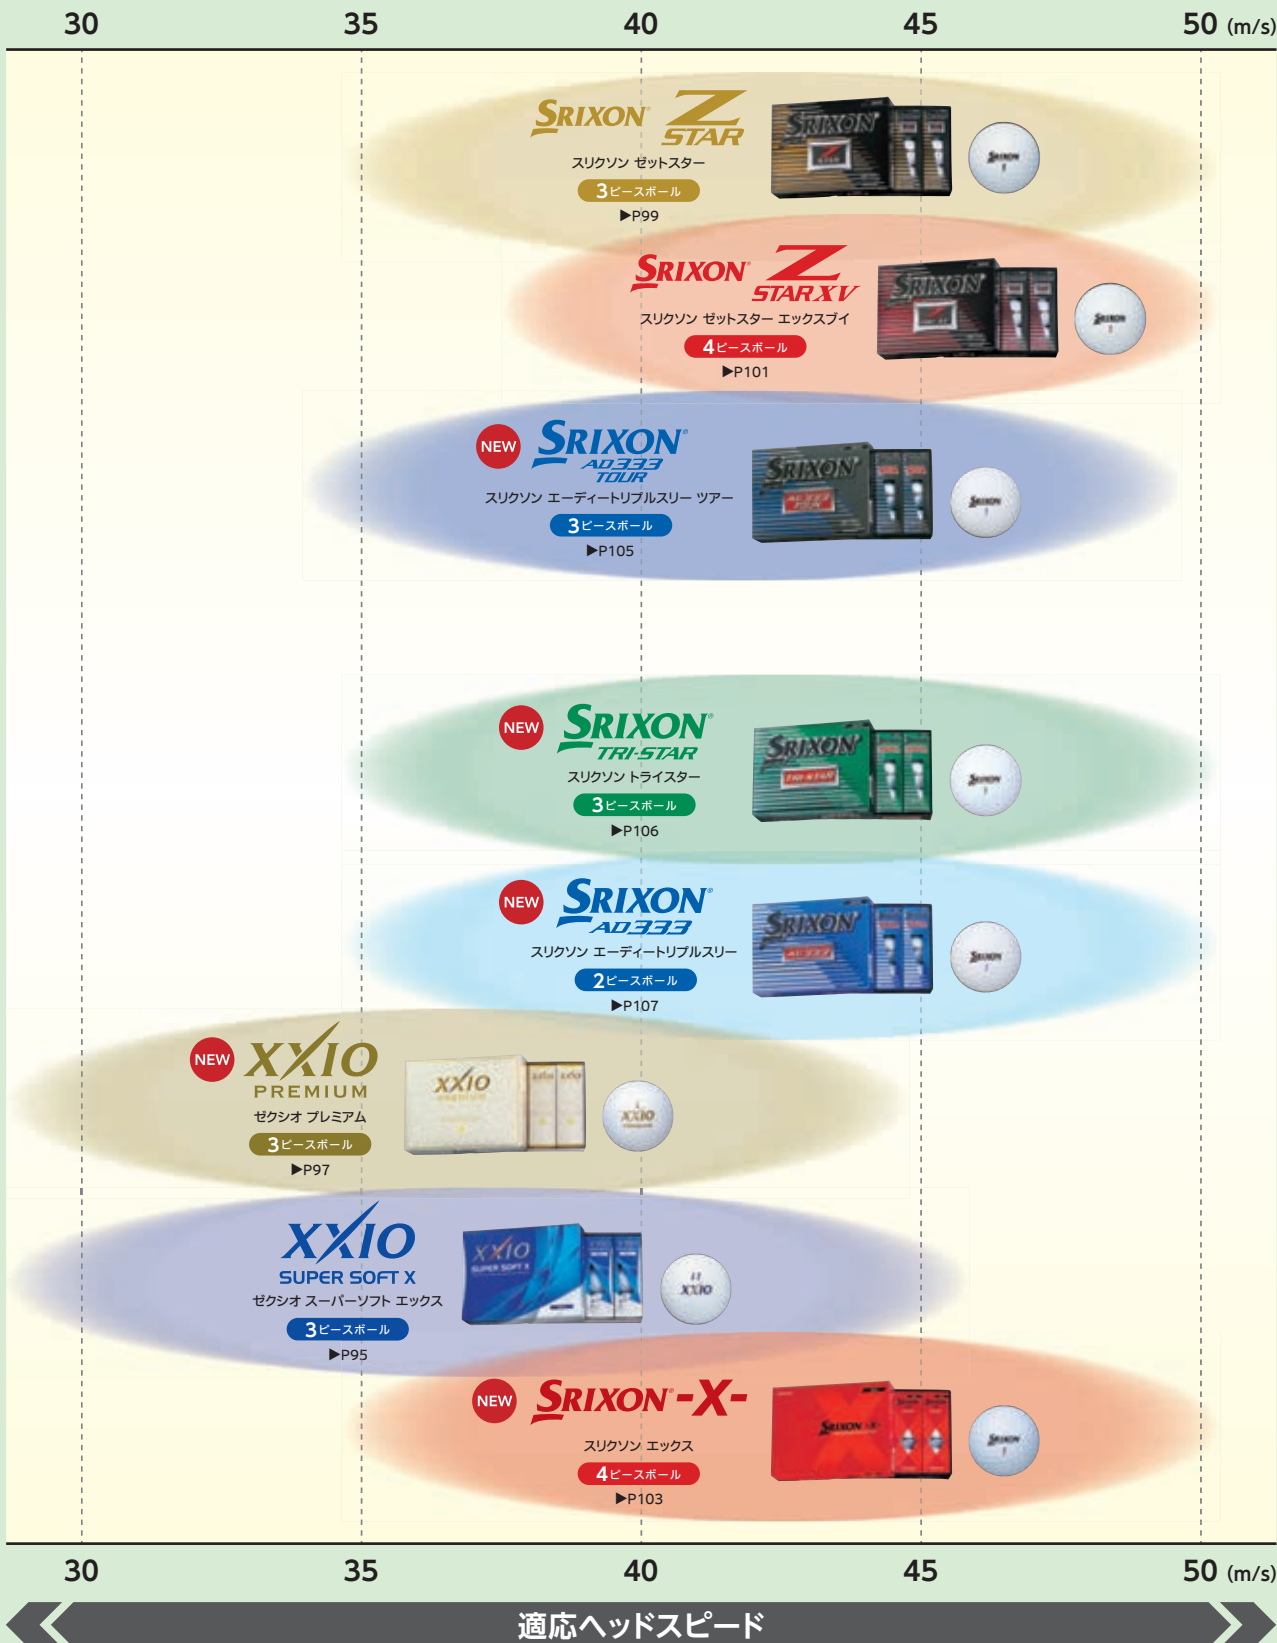 30 35 40 45 50 (m/s)
SRIXON Z STAR
スリクソン ゼットスター
3ピースボール
▶P99
SRIXON Z STAR XV
スリクソン ゼットスター エックスブイ
4ピースボール
▶P101
NEW SRIXON
AD333
TOUR
スリクソン エーディートリプルスリー ツアー
3ピースボール
▶P105
NEW SRIXON
TRI-STAR
スリクソン トライスター
3ピースボール
▶P106
NEW SRIXON
AD333
スリクソン エーディートリプルスリー
2ピースボール
▶P107
NEW XXIO
PREMIUM
ゼクシオ プレミアム
3ピースボール
▶P97
XXIO
SUPER SOFT X
ゼクシオ スーパーソフト エックス
3ピースボール
▶P95
NEW SRIXON -X-
スリクソン エックス
4ピースボール
▶P103
30 35 40 45 50 (m/s)
適応ヘッドスピード